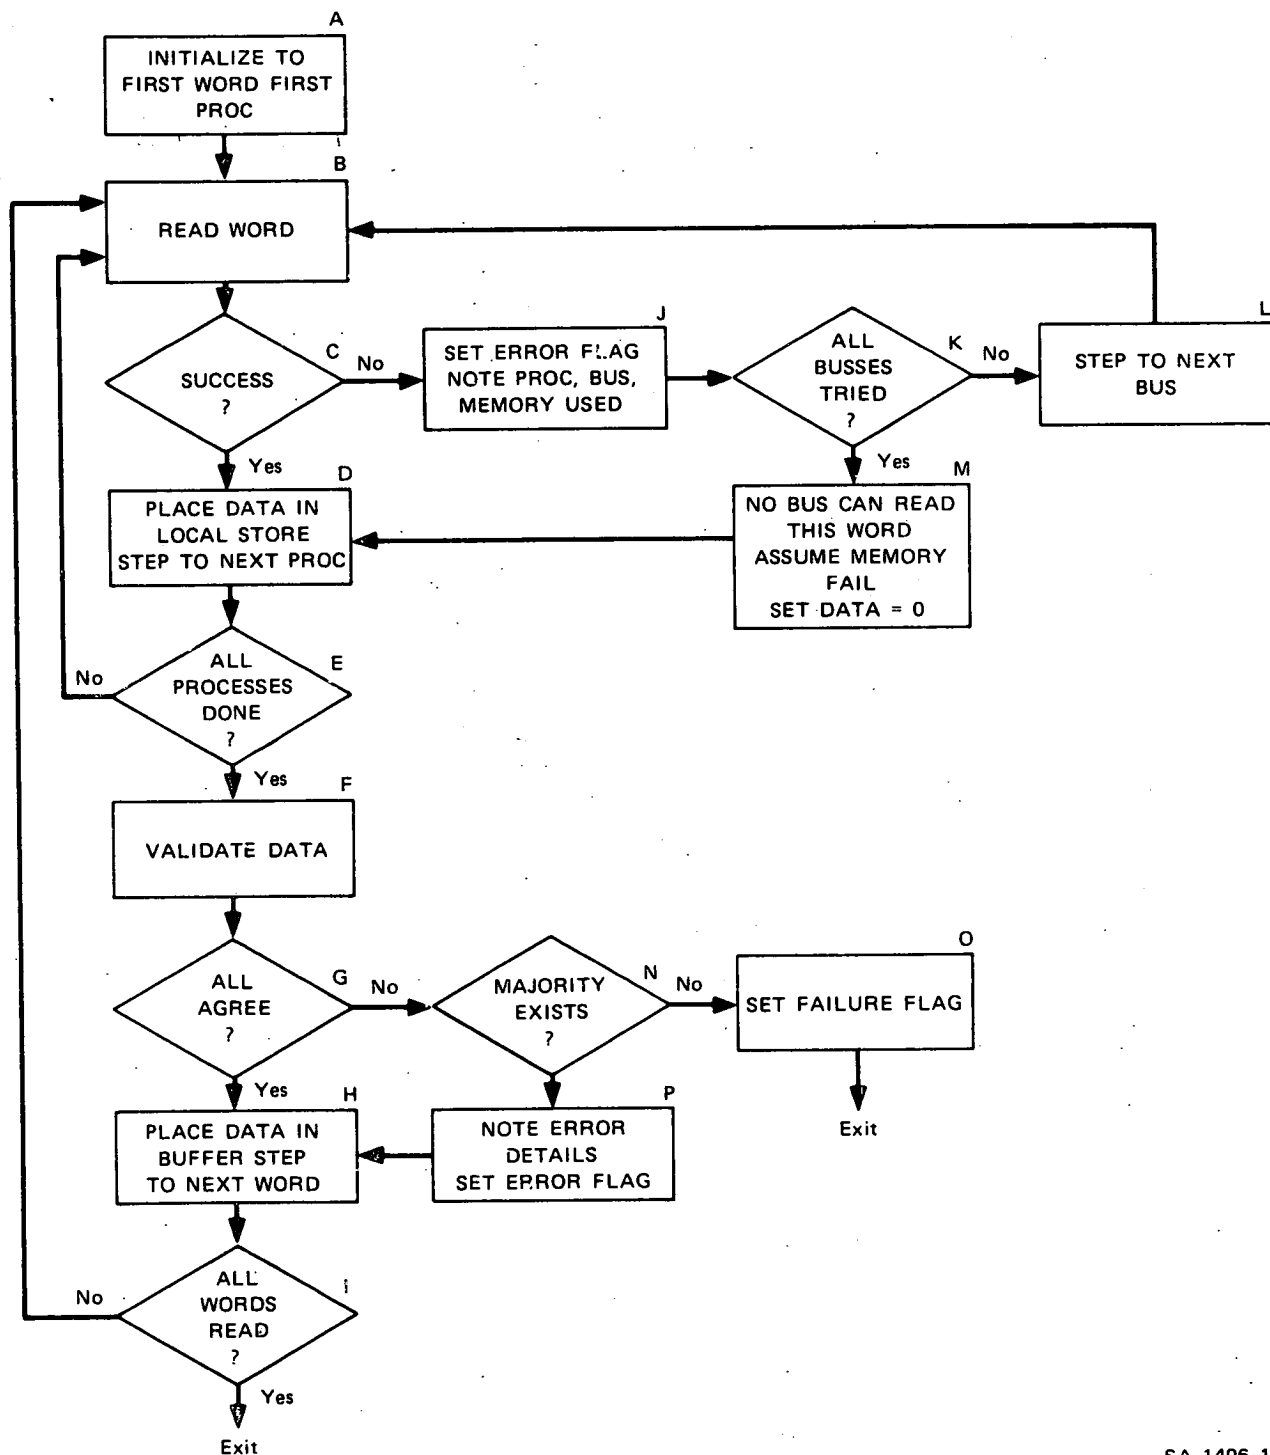 A
INITIALIZE TO
FIRST WORD FIRST
PROC
B
READ WORD
C
SUCCESS
?
No
J
SET ERROR FLAG
NOTE PROC, BUS,
MEMORY USED
K
ALL
BUSSES
TRIED
?
No
L
STEP TO NEXT
BUS
Yes
D
PLACE DATA IN
LOCAL STORE
STEP TO NEXT PROC
Yes
M
NO BUS CAN READ
THIS WORD
ASSUME MEMORY
FAIL
SET DATA = 0
E
ALL
PROCESSES
DONE
?
No
Yes
F
VALIDATE DATA
G
ALL
AGREE
?
No
N
MAJORITY
EXISTS
?
No
O
SET FAILURE FLAG
Exit
Yes
H
PLACE DATA IN
BUFFER STEP
TO NEXT WORD
P
NOTE ERROR
DETAILS
SET ERROR FLAG
I
ALL
WORDS
READ
?
No
Yes
Exit